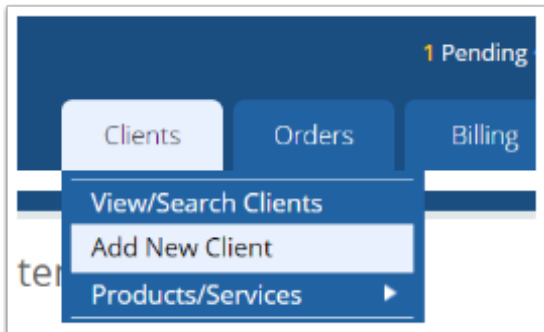 1 Pending
Clients Orders Billing
View/Search Clients
Add New Client
Products/Services